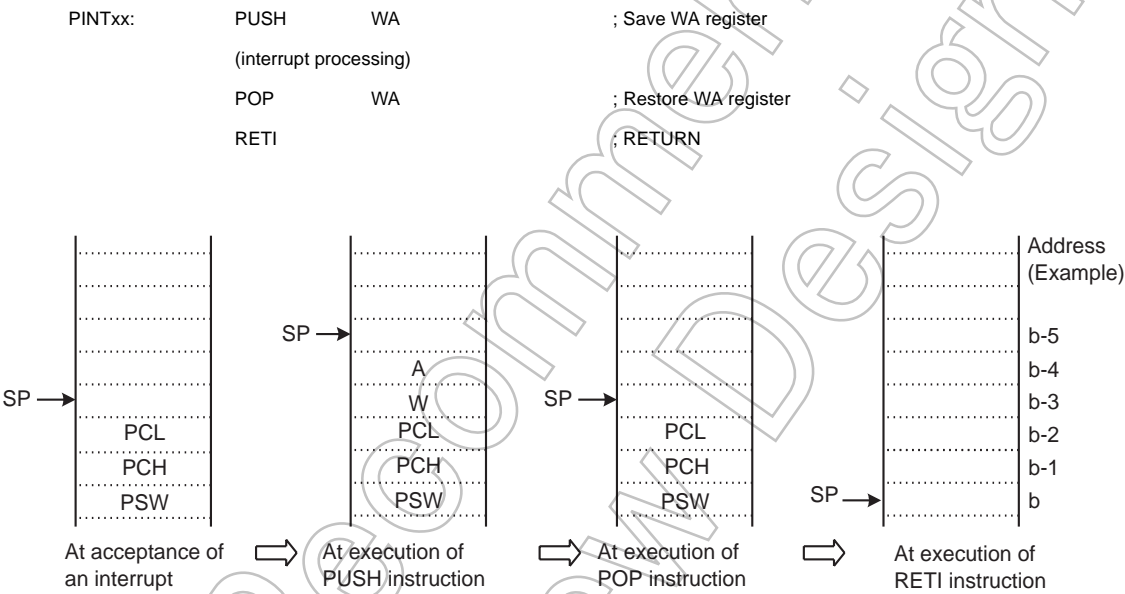 PINTxx: PUSH WA ; Save WA register
(interrupt processing)
POP WA ; Restore WA register
RETI ; RETURN
Address
(Example)
SP
b-5
A
b-4
SP
W
SP
b-3
PCL
PCL
PCL
b-2
PCH
PCH
PCH
b-1
PSW
PSW
PSW
SP
b
At acceptance of
an interrupt
At execution of
PUSH instruction
At execution of
POP instruction
At execution of
RETI instruction